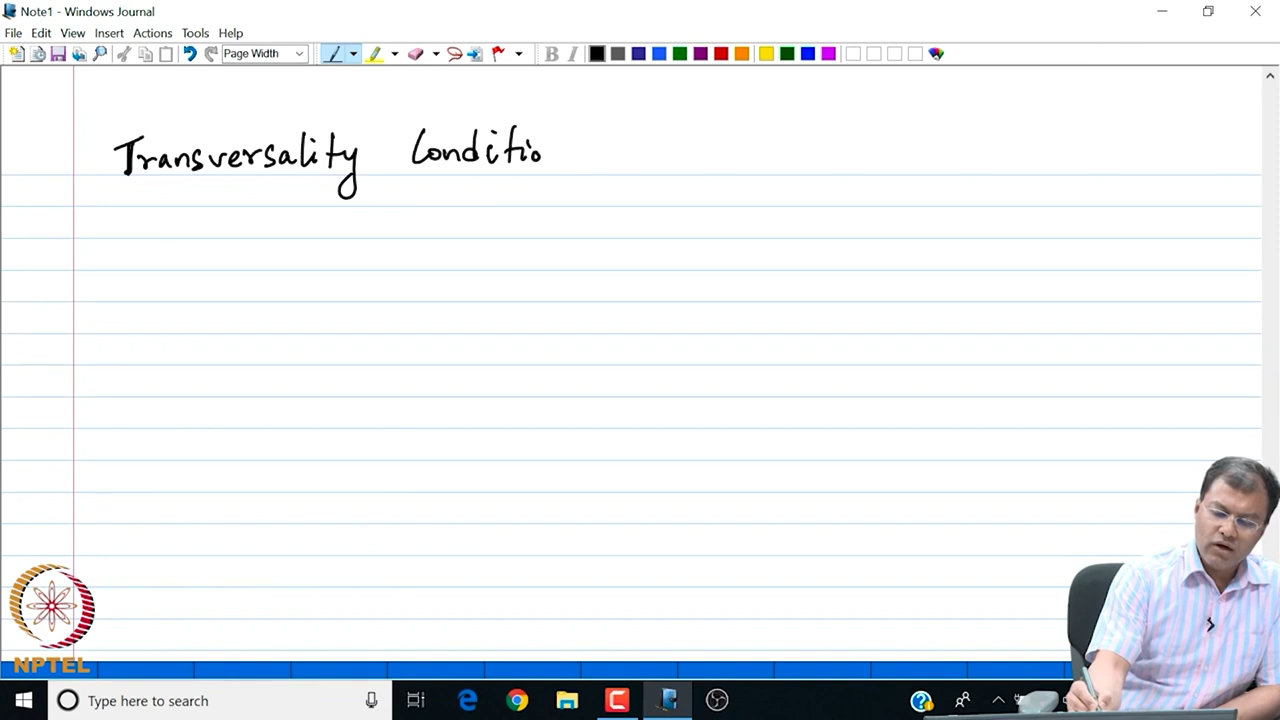 Note1 - Windows Journal
File Edit View Insert Actions Tools Help
Page Width
B I
Transversality Conditio
NPTEL
Type here to search